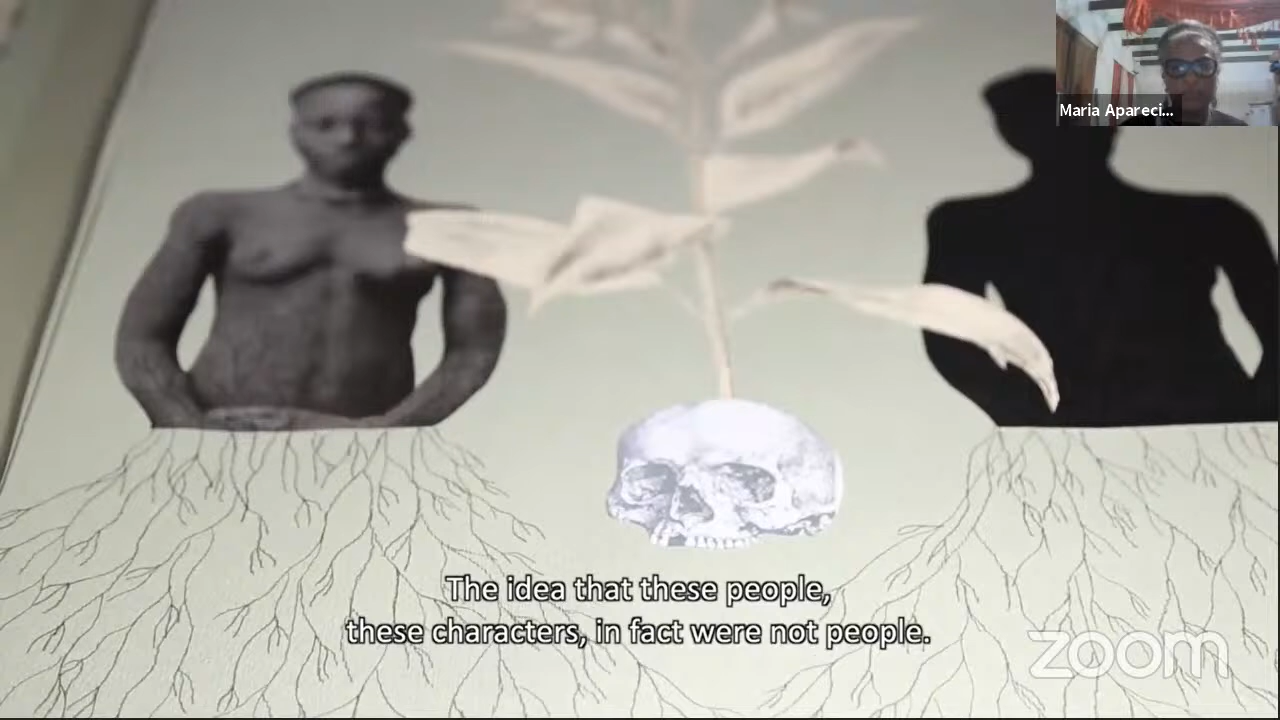 Maria Apareci...
The idea that these people,
these characters, in fact were not people.
zoom